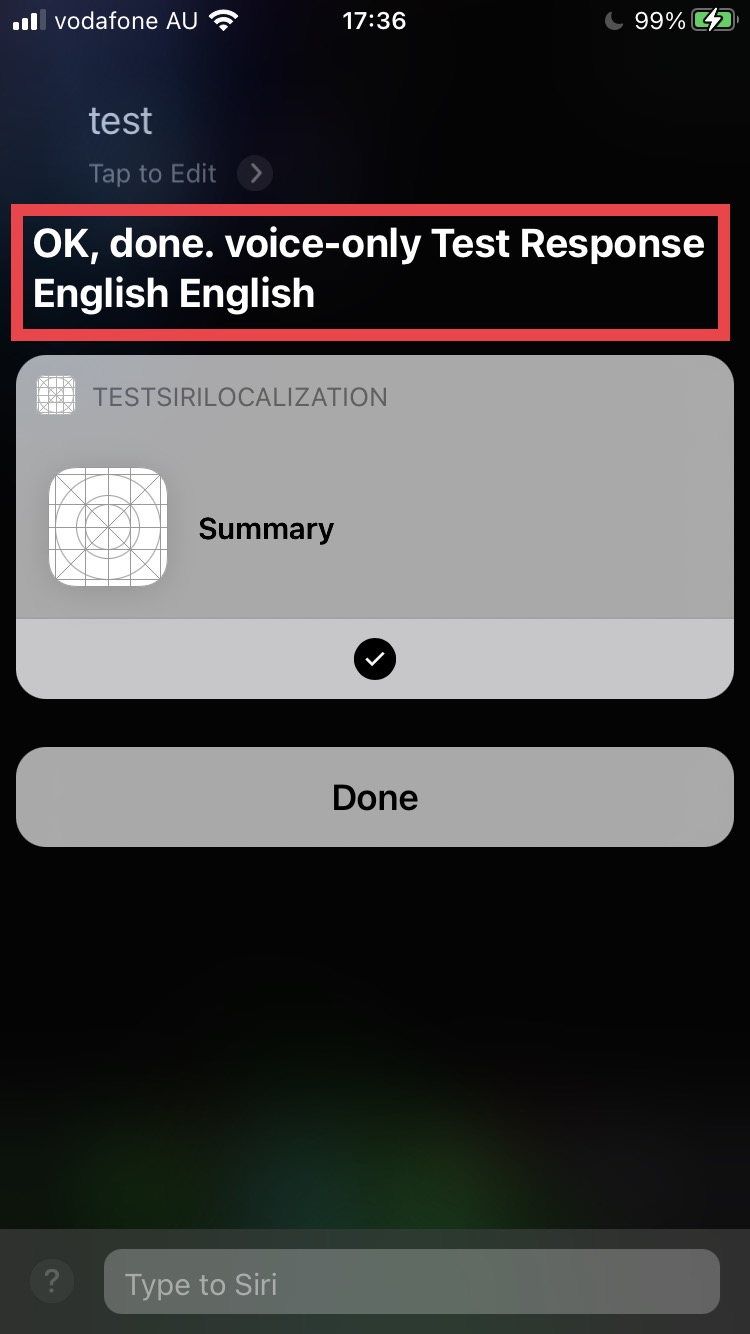 vodafone AU 17:36 99%
test
Tap to Edit
OK, done. voice-only Test Response
English English
TESTSIRILOCALIZATION
Summary
Done
? Type to Siri